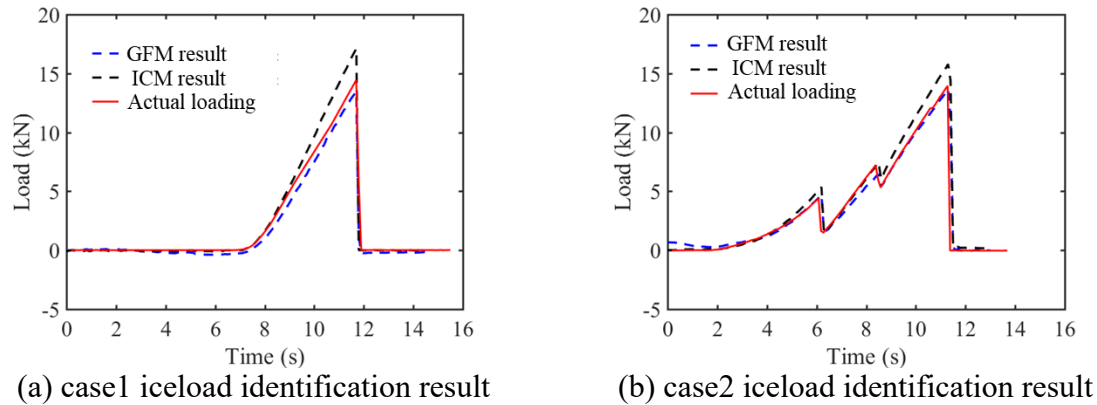 20
15
10
5
0
-5
Load (kN)
GFM result
ICM result
Actual loading
0 2 4 6 8 10 12 14 16
Time (s)
(a) case1 iceload identification result
20
15
10
5
0
-5
Load (kN)
GFM result
ICM result
Actual loading
0 2 4 6 8 10 12 14 16
Time (s)
(b) case2 iceload identification result